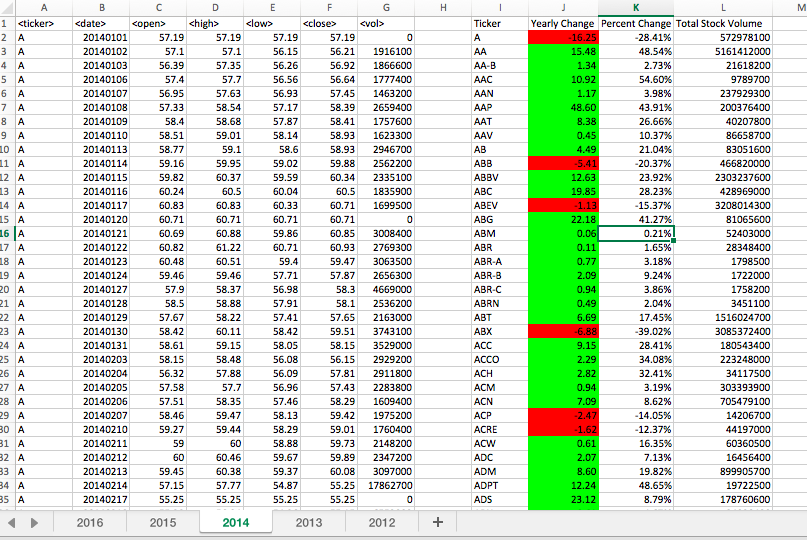 A B C D E F G H I J K L M
1 <ticker> <date> <open> <high> <low> <close> <vol> Ticker Yearly Change Percent Change Total Stock Volume
2 A 20140101 57.19 57.19 57.19 57.19 0 A -16.25 -28.41% 572978100
3 A 20140102 57.1 57.1 56.15 56.21 1916100 AA 15.48 48.54% 5161412000
4 A 20140103 56.39 57.35 56.26 56.92 1866600 AA-B 1.34 2.73% 21618200
5 A 20140106 57.4 57.7 56.56 56.64 1777400 AAC 10.92 54.60% 9789700
6 A 20140107 56.95 57.63 56.93 57.45 1463200 AAN 1.17 3.98% 237929300
7 A 20140108 57.33 58.54 57.17 58.39 2659400 AAP 48.60 43.91% 200376400
8 A 20140109 58.4 58.68 57.87 58.41 1757600 AAT 8.38 26.66% 40207800
9 A 20140110 58.51 59.01 58.14 58.93 1623300 AAV 0.45 10.37% 86658700
10 A 20140113 58.77 59.1 58.6 58.93 2946700 AB 4.49 21.04% 83051600
11 A 20140114 59.16 59.95 59.02 59.88 2562200 ABB -5.41 -20.37% 466820000
12 A 20140115 59.82 60.37 59.59 60.34 2335100 ABBV 12.63 23.92% 2303237600
13 A 20140116 60.24 60.5 60.04 60.5 1835900 ABC 19.85 28.23% 428969000
14 A 20140117 60.83 60.83 60.33 60.71 1699500 ABEV -1.13 -15.37% 3208014300
15 A 20140120 60.71 60.71 60.71 60.71 0 ABG 22.18 41.27% 81065600
16 A 20140121 60.69 60.88 59.86 60.85 3008400 ABM 0.06 0.21% 52403000
17 A 20140122 60.82 61.22 60.71 60.93 2769300 ABR 0.11 1.65% 28348400
18 A 20140123 60.48 60.51 59.4 59.47 3063500 ABR-A 0.77 3.18% 1798500
19 A 20140124 59.46 59.46 57.71 57.87 2656300 ABR-B 2.09 9.24% 1722000
20 A 20140127 57.9 58.37 56.98 58.3 4669000 ABR-C 0.94 3.86% 1758200
21 A 20140128 58.5 58.88 57.91 58.1 2536200 ABRN 0.49 2.04% 3451100
22 A 20140129 57.67 58.22 57.41 57.65 2163000 ABT 6.69 17.45% 1516024700
23 A 20140130 58.42 60.11 58.42 59.51 3743100 ABX -6.88 -39.02% 3085372400
24 A 20140131 58.61 59.15 58.05 58.15 3529000 ACC 9.15 28.41% 180543400
25 A 20140203 58.15 58.48 56.08 56.15 2929200 ACCO 2.29 34.08% 223248000
26 A 20140204 56.32 57.88 56.09 57.81 2911800 ACH 2.82 32.41% 34117500
27 A 20140205 57.58 57.7 56.96 57.43 2283800 ACM 0.94 3.19% 303393900
28 A 20140206 57.51 58.35 57.46 58.29 1609400 ACN 7.09 8.62% 705479100
29 A 20140207 58.46 59.47 58.13 59.42 1975200 ACP -2.47 -14.05% 14206700
30 A 20140210 59.27 59.44 58.29 59.01 1760400 ACRE -1.62 -12.37% 44197000
31 A 20140211 59 60 58.88 59.73 2148200 ACW 0.61 16.35% 60360500
32 A 20140212 60 60.46 59.67 59.89 2347200 ADC 2.07 7.13% 16456400
33 A 20140213 59.45 60.38 59.37 60.08 3097000 ADM 8.60 19.82% 899905700
34 A 20140214 57.15 57.77 54.87 55.25 17862700 ADPT 12.24 48.65% 19722500
35 A 20140217 55.25 55.25 55.25 55.25 0 ADS 23.12 8.79% 178760600
2016 2015 2014 2013 2012 +